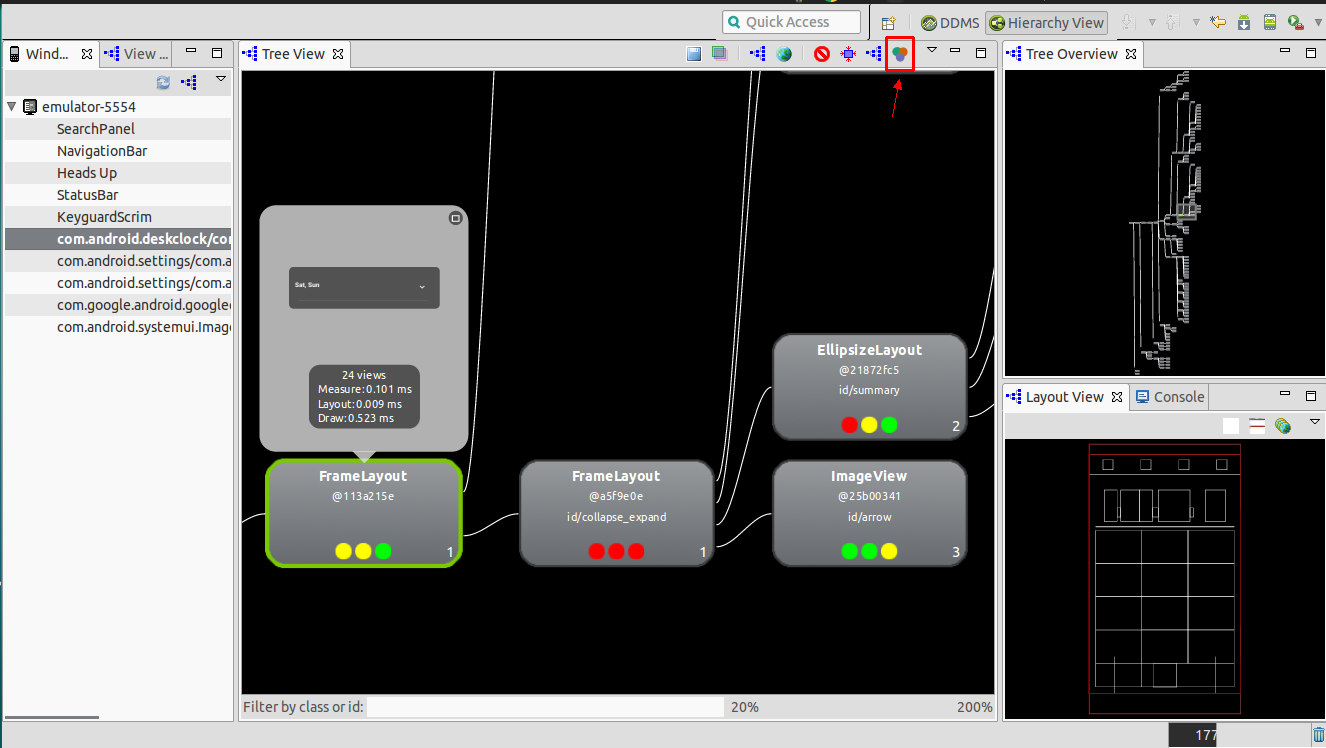 Quick Access
DDMS
Hierarchy View
Wind...
View ...
Tree View
Tree Overview
emulator-5554
SearchPanel
NavigationBar
Heads Up
StatusBar
KeyguardScrim
com.android.deskclock/co
com.android.settings/com.a
com.android.settings/com.a
com.google.android.google
com.android.systemui.Imag
Sat, Sun
24 views
Measure:0.101 ms
Layout:0.009 ms
Draw:0.523 ms
FrameLayout
@113a215e
1
FrameLayout
@a5f9e0e
id/collapse_expand
1
EllipsizeLayout
@21872fc5
id/summary
2
ImageView
@25b00341
id/arrow
3
Layout View
Console
Filter by class or id:
20%
200%
177